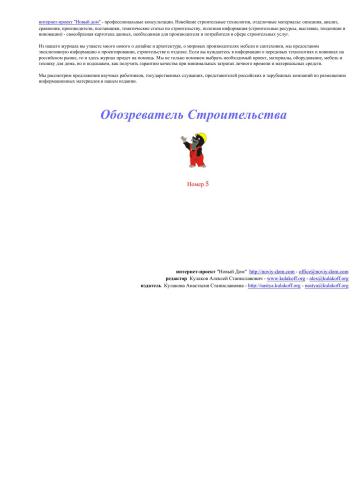 интернет-проект "Новый дом" - профессиональные консультации. Новейшие строительные технологии, отделочные материалы: описания, анализ,
сравнения, производители, поставщики, тематические статьи по строительству, полезная информация (строительные ресурсы, выставки, тенденции и
инновации) - своеобразная картотека данных, необходимая для производителя и потребителя в сфере строительных услуг.
Из нашего журнала вы узнаете много нового о дизайне и архитектуре, о мировых производителях мебели и сантехники, мы предоставим
эксклюзивную информацию о проектировании, строительстве и отделке. Если вы нуждаетесь в информации о передовых технологиях и новинках на
российском рынке, то и здесь журнал придет на помощь. Мы не только поможем выбрать необходимый проект, материалы, оборудование, мебель и
технику для дома, но и подскажем, как получить гарантию качества при минимальных затратах личного времени и материальных средств.
Мы рассмотрим предложения научных работников, государственных служащих, представителей российских и зарубежных компаний по размещению
информационных материалов в нашем издании.
Обозреватель Строительства
Номер 5
интернет-проект "Новый Дом" http://noviy-dom.com - office@noviy-dom.com
редактор Кулаков Алексей Станиславович - www.kulakoff.org - alex@kulakoff.org
издатель Кулакова Анастасия Станиславовна - http://nastya.kulakoff.org - nastya@kulakoff.org